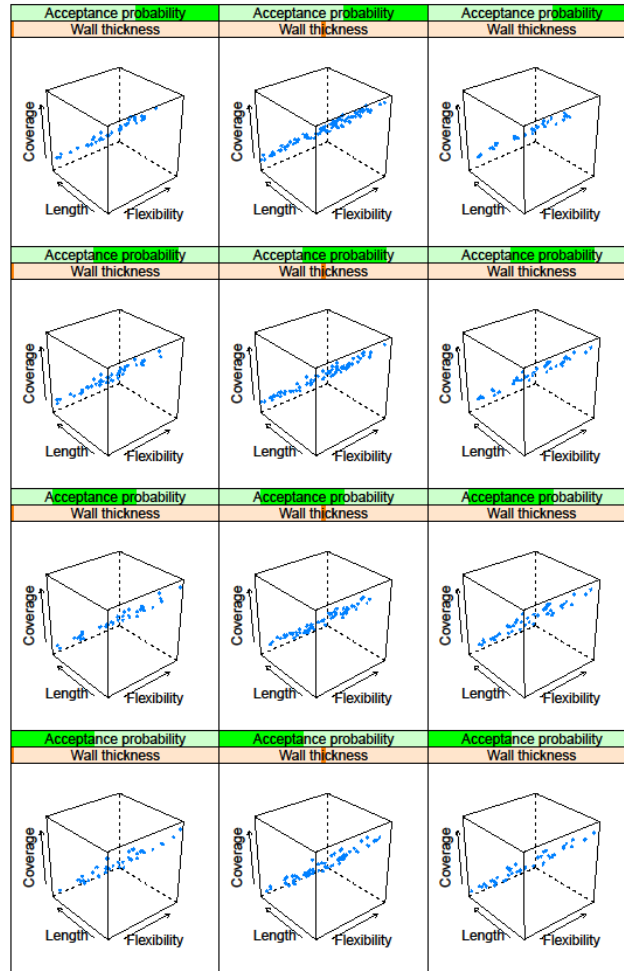 Acceptance probability Acceptance probability Acceptance probability
Wall thickness Wall thickness Wall thickness
Coverage Coverage Coverage
Length Flexibility Length Flexibility Length Flexibility
Acceptance probability Acceptance probability Acceptance probability
Wall thickness Wall thickness Wall thickness
Coverage Coverage Coverage
Length Flexibility Length Flexibility Length Flexibility
Acceptance probability Acceptance probability Acceptance probability
Wall thickness Wall thickness Wall thickness
Coverage Coverage Coverage
Length Flexibility Length Flexibility Length Flexibility
Acceptance probability Acceptance probability Acceptance probability
Wall thickness Wall thickness Wall thickness
Coverage Coverage Coverage
Length Flexibility Length Flexibility Length Flexibility